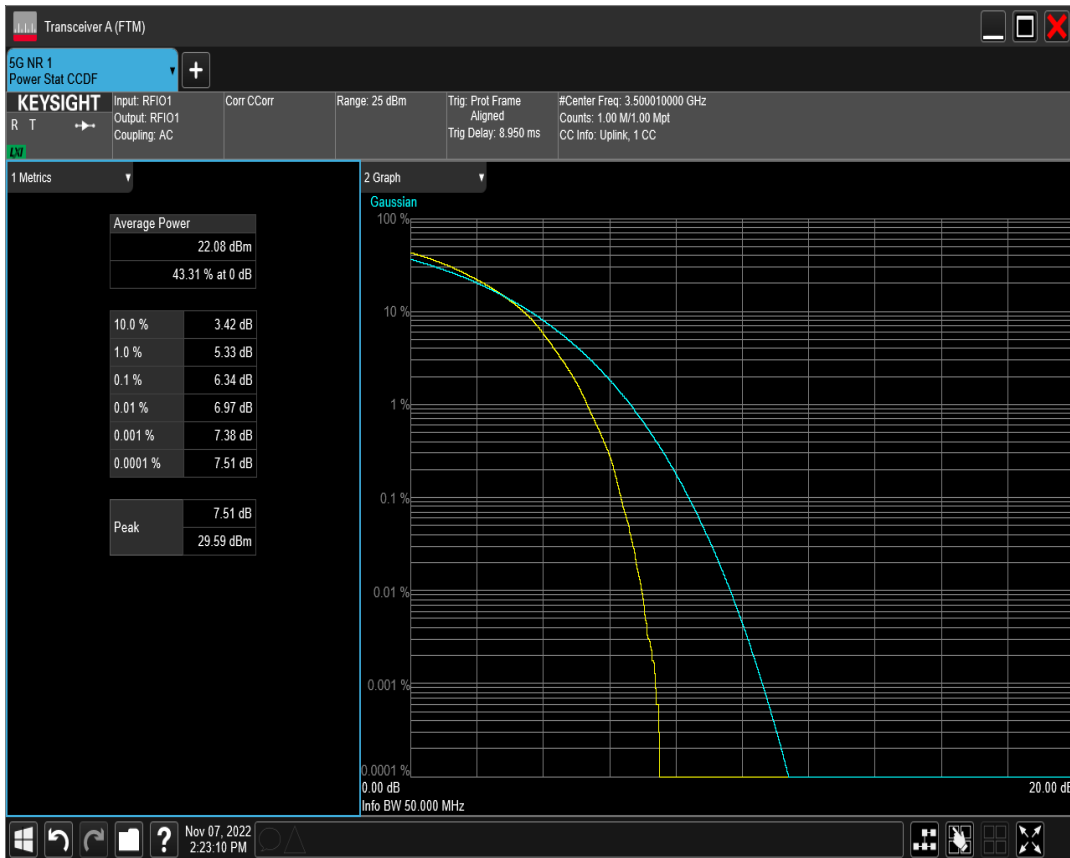 Transceiver A (FTM)
5G NR 1
Power Stat CCDF
+
KEYSIGHT
R T
LXI
Input: RFIO1
Output: RFIO1
Coupling: AC
Corr CCorr
Range: 25 dBm
Trig: Prot Frame
Aligned
Trig Delay: 8.950 ms
#Center Freq: 3.500010000 GHz
Counts: 1.00 M/1.00 Mpt
CC Info: Uplink, 1 CC
1 Metrics
Average Power
22.08 dBm
43.31 % at 0 dB
10.0 % 3.42 dB
1.0 % 5.33 dB
0.1 % 6.34 dB
0.01 % 6.97 dB
0.001 % 7.38 dB
0.0001 % 7.51 dB
Peak
7.51 dB
29.59 dBm
2 Graph
Gaussian
100 %
10 %
1 %
0.1 %
0.01 %
0.001 %
0.0001 %
0.00 dB 20.00 dB
Info BW 50.000 MHz
?
Nov 07, 2022
2:23:10 PM